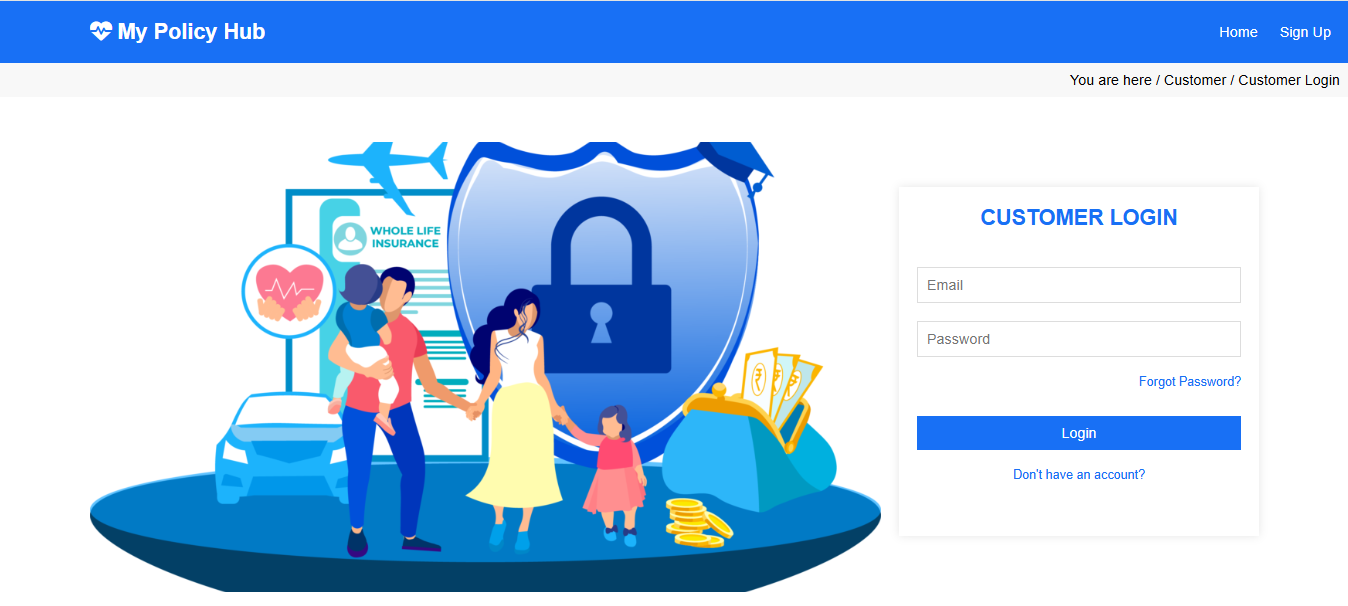 My Policy Hub
Home Sign Up
You are here / Customer / Customer Login
WHOLE LIFE
INSURANCE
₹ ₹ ₹
CUSTOMER LOGIN
Email
Password
Forgot Password?
Login
Don't have an account?